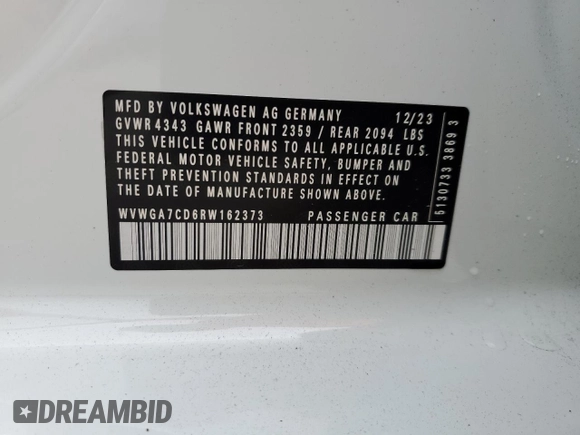 MFD BY VOLKSWAGEN AG GERMANY 12/23
GVWR 4343 GAWR FRONT 2359 / REAR 2094 LBS
THIS VEHICLE CONFORMS TO ALL APPLICABLE U.S.
FEDERAL MOTOR VEHICLE SAFETY, BUMPER AND
THEFT PREVENTION STANDARDS IN EFFECT ON
THE DATE OF MANUFACTURE SHOWN ABOVE.
WVWGA7CD6RW162373 PASSENGER CAR
5130733 3869 3
DREAMBID